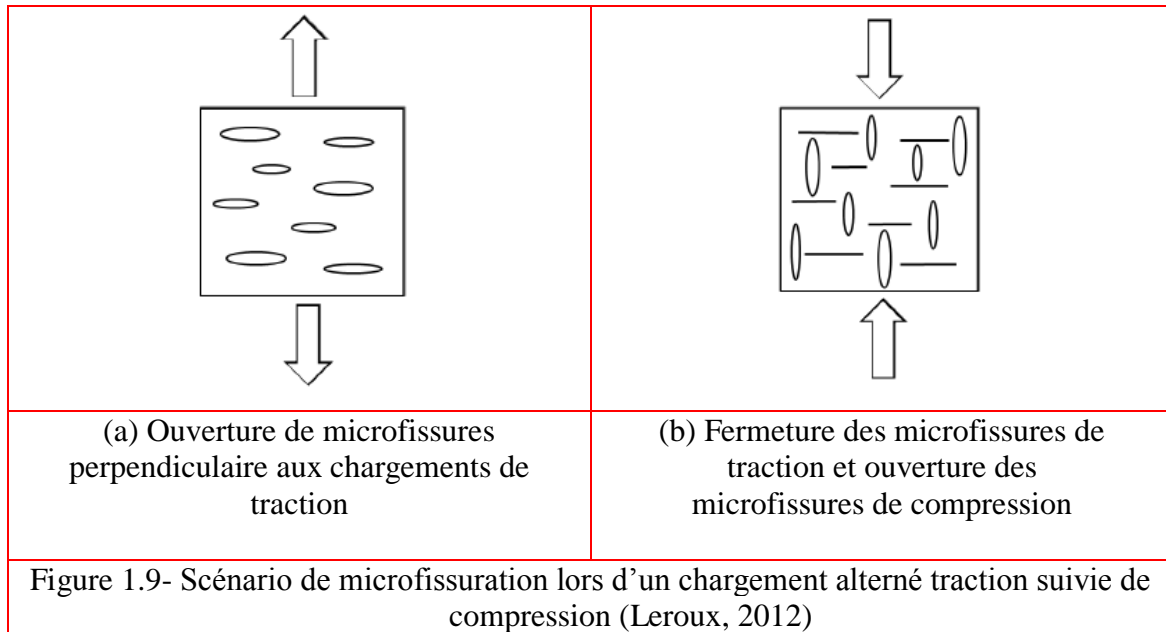 (a) Ouverture de microfissures
perpendiculaire aux chargements de
traction
(b) Fermeture des microfissures de
traction et ouverture des
microfissures de compression
Figure 1.9- Scénario de microfissuration lors d’un chargement alterné traction suivie de
compression (Leroux, 2012)